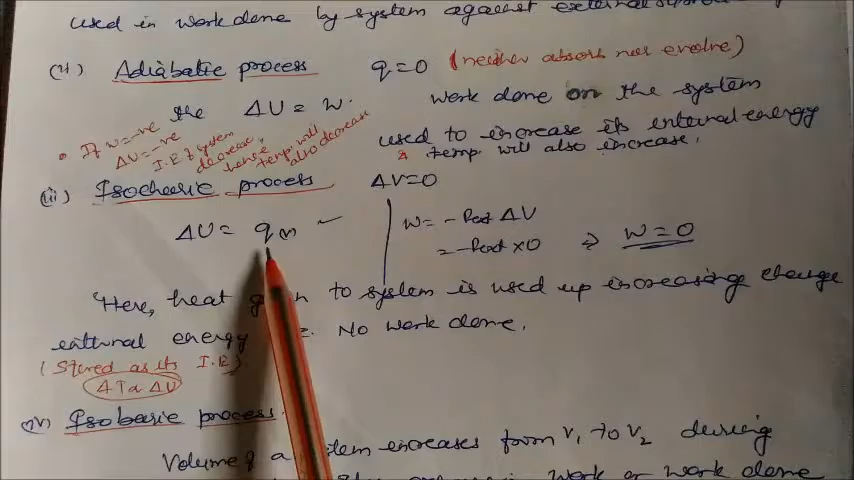 used in work done by system against external
(ii) Adiabatic process q=0 (neither absorb nor evolve)
the ΔU = W. work done on the system
used to increase its internal energy
& temp. will also increase.
• If w=-ve
ΔU=-ve
I.E of system
decrease,
hence
temp. will
also decrease
(iii) Isochoric process ΔV=0
ΔU = qv
w = -Pext ΔV
= -Pext x0 ⇒ w=0
Here, heat given to system is used up increasing change
internal energy No work done.
(Stored as its I.E)
ΔT α ΔU
(iv) Isobaric process.
Volume of a system increases from V1 to V2 during
work or work done